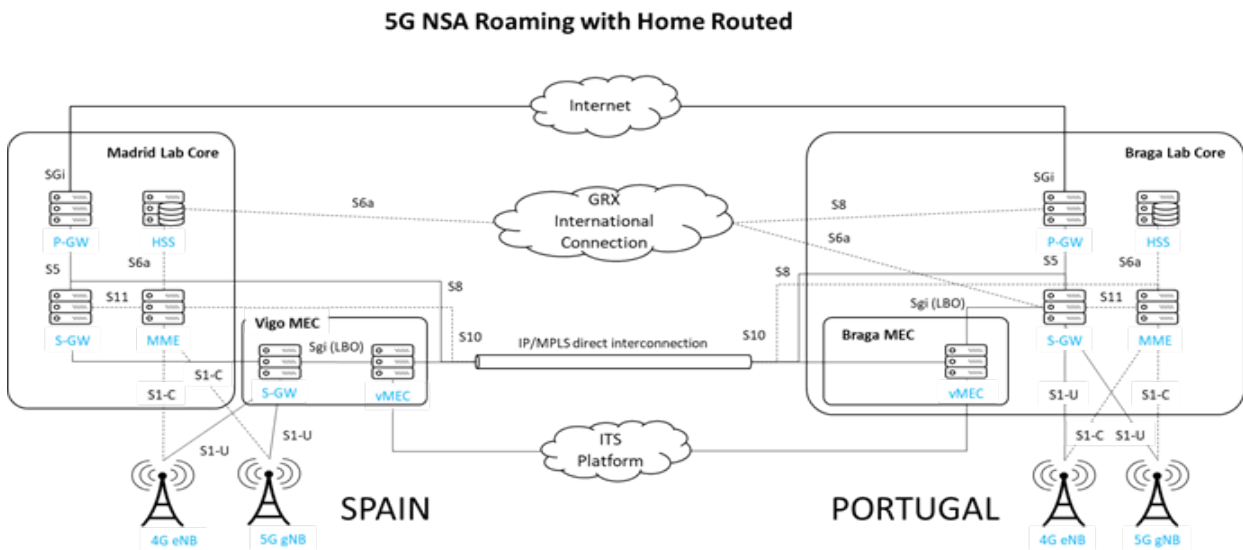 5G NSA Roaming with Home Routed
Internet
Madrid Lab Core
Braga Lab Core
SGi
SGi
P-GW
HSS
S6a
GRX
International
Connection
S8
S6a
P-GW
HSS
S5
S6a
S8
S8
S5
S6a
S11
S-GW
MME
Vigo MEC
Sgi (LBO)
S10
IP/MPLS direct interconnection
S10
Braga MEC
Sgi (LBO)
S11
S-GW
MME
S1-C
S1-C
S-GW
vMEC
vMEC
S1-U
S1-C
S1-U
S1-U
ITS
Platform
S1-C
S1-U
SPAIN
PORTUGAL
4G eNB
5G gNB
4G eNB
5G gNB